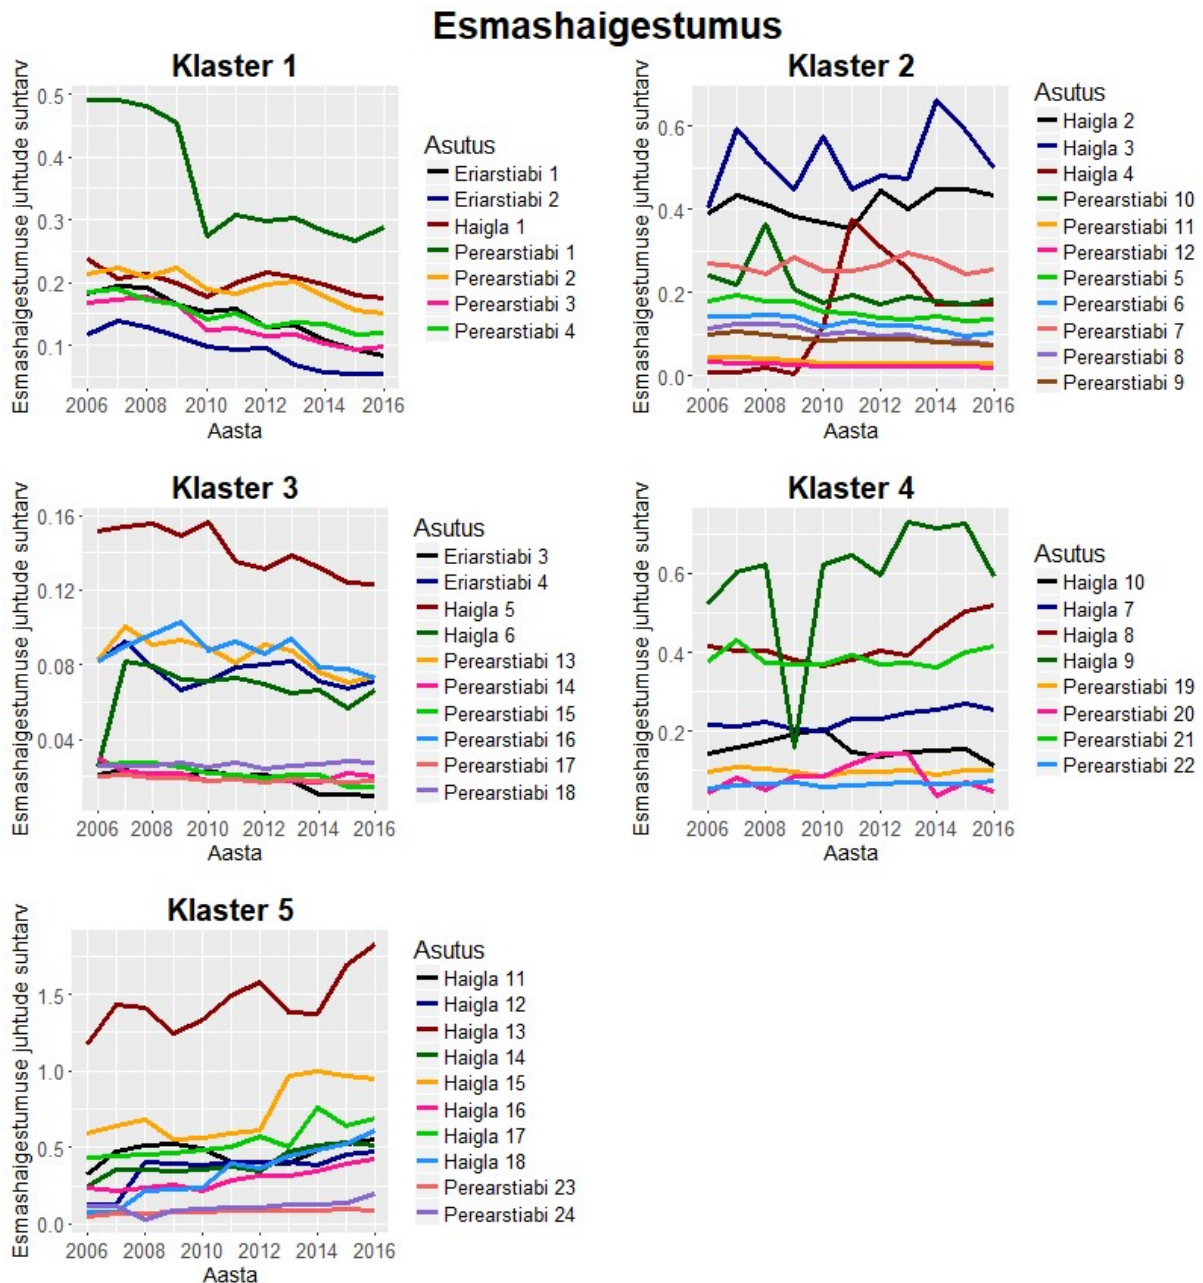 Esmashaigestumus
Klaster 1
Esmashaigestumuse juhtude suhtarv
0.5
0.4
0.3
0.2
0.1
2006 2008 2010 2012 2014 2016
Aasta
Asutus
Eriarstiabi 1
Eriarstiabi 2
Haigla 1
Perearstiabi 1
Perearstiabi 2
Perearstiabi 3
Perearstiabi 4
Klaster 2
Esmashaigestumuse juhtude suhtarv
0.6
0.4
0.2
0.0
2006 2008 2010 2012 2014 2016
Aasta
Asutus
Haigla 2
Haigla 3
Haigla 4
Perearstiabi 10
Perearstiabi 11
Perearstiabi 12
Perearstiabi 5
Perearstiabi 6
Perearstiabi 7
Perearstiabi 8
Perearstiabi 9
Klaster 3
Esmashaigestumuse juhtude suhtarv
0.16
0.12
0.08
0.04
2006 2008 2010 2012 2014 2016
Aasta
Asutus
Eriarstiabi 3
Eriarstiabi 4
Haigla 5
Haigla 6
Perearstiabi 13
Perearstiabi 14
Perearstiabi 15
Perearstiabi 16
Perearstiabi 17
Perearstiabi 18
Klaster 4
Esmashaigestumuse juhtude suhtarv
0.6
0.4
0.2
2006 2008 2010 2012 2014 2016
Aasta
Asutus
Haigla 10
Haigla 7
Haigla 8
Haigla 9
Perearstiabi 19
Perearstiabi 20
Perearstiabi 21
Perearstiabi 22
Klaster 5
Esmashaigestumuse juhtude suhtarv
1.5
1.0
0.5
0.0
2006 2008 2010 2012 2014 2016
Aasta
Asutus
Haigla 11
Haigla 12
Haigla 13
Haigla 14
Haigla 15
Haigla 16
Haigla 17
Haigla 18
Perearstiabi 23
Perearstiabi 24